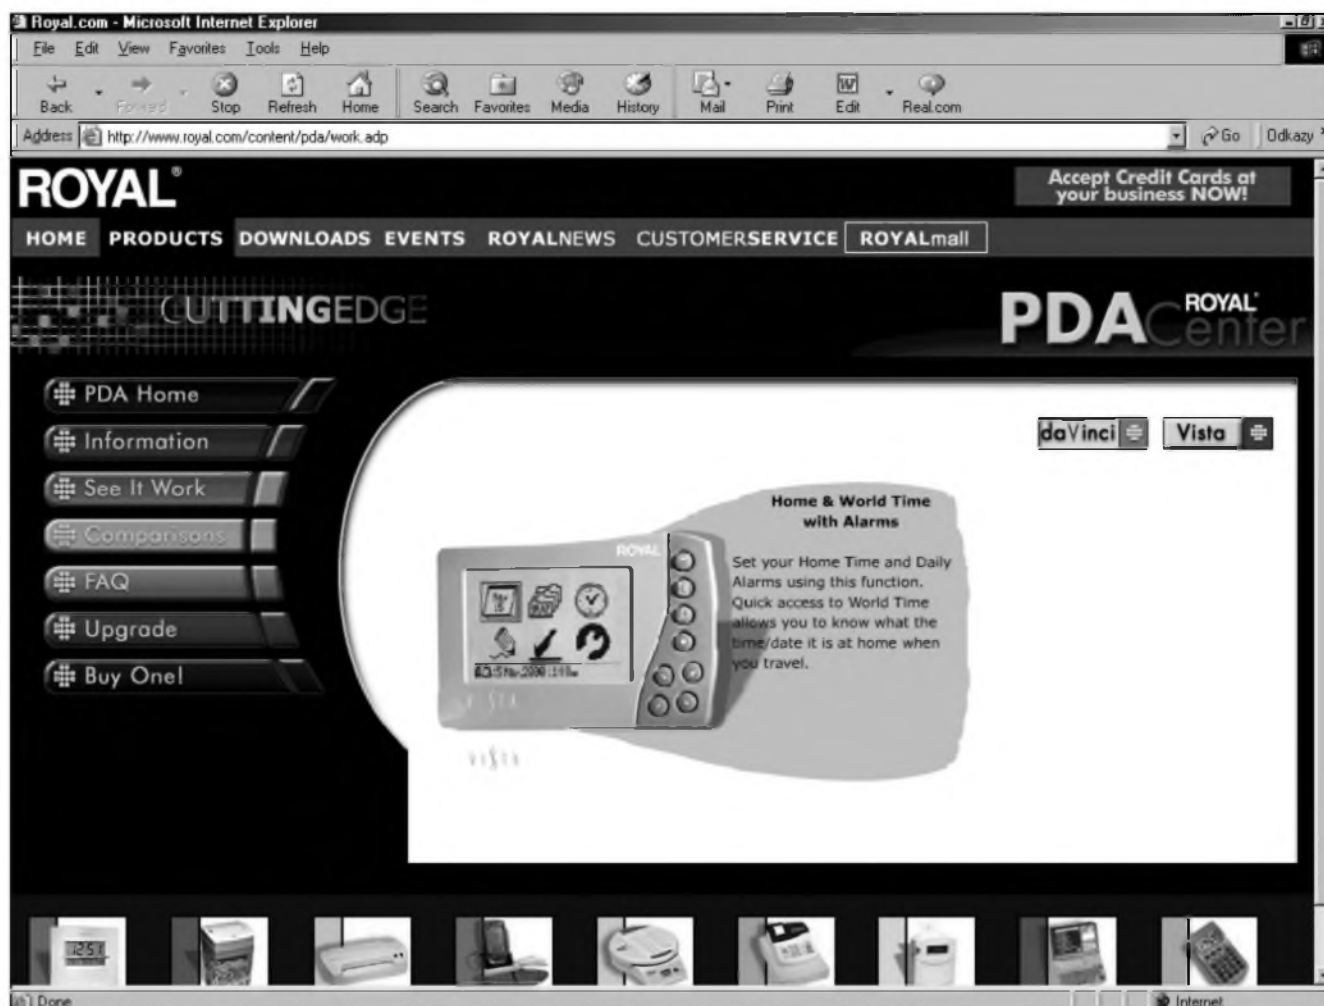 Royal.com - Microsoft Internet Explorer
File Edit View Favorites Tools Help
Back Forward Stop Refresh Home Search Favorites Media History Mail Print Edit Real.com
Address http://www.royal.com/content/pda/work.adp Go Odkazy
ROYAL®
Accept Credit Cards at
your business NOW!
HOME PRODUCTS DOWNLOADS EVENTS ROYALNEWS CUSTOMERSERVICE ROYALmall
CUTTINGEDGE
PDACenter ROYAL
PDA Home
Information
See It Work
Comparisons
FAQ
Upgrade
Buy One!
daVinci Vista
Home & World Time
with Alarms
Set your Home Time and Daily
Alarms using this function.
Quick access to World Time
allows you to know what the
time/date it is at home when
you travel.
ROYAL
VISTA
VISTA
12:51
Done Internet